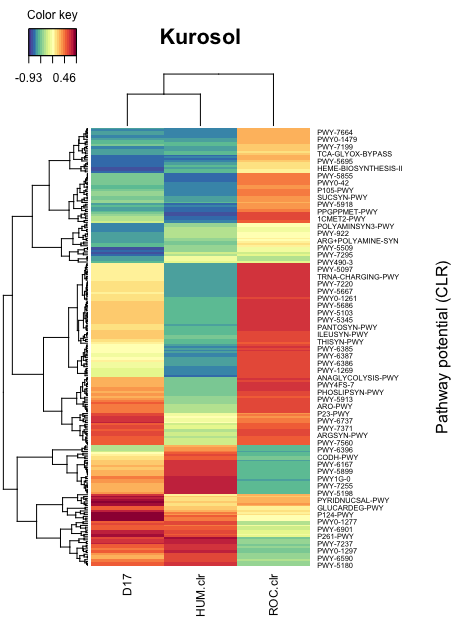 Color key
Kurosol
-0.93 0.46
PWY-7664
PWY0-1479
PWY-7199
TCA-GLYOX-BYPASS
PWY-5695
HEME-BIOSYNTHESIS-II
PWY-5855
PWY0-42
P105-PWY
SUCSYN-PWY
PWY-5918
PPGPPMET-PWY
1CMET2-PWY
POLYAMINSYN3-PWY
PWY-922
ARG+POLYAMINE-SYN
PWY-5509
PWY-7295
PWY490-3
PWY-5097
TRNA-CHARGING-PWY
PWY-7220
PWY-5667
PWY0-1261
PWY-5686
PWY-5103
PWY-5345
PANTOSYN-PWY
ILEUSYN-PWY
THISYN-PWY
PWY-6385
PWY-6387
PWY-6386
PWY-1269
ANAGLYCOLYSIS-PWY
PWY4FS-7
PHOSLIPSYN-PWY
PWY-5913
ARO-PWY
P23-PWY
PWY-6737
PWY-7371
ARGSYN-PWY
PWY-7560
PWY-6396
CODH-PWY
PWY-6167
PWY-5899
PWY1G-0
PWY-7255
PWY-5198
PYRIDNUCSAL-PWY
GLUCARDEG-PWY
P124-PWY
PWY0-1277
PWY-6901
P261-PWY
PWY-7237
PWY0-1297
PWY-6590
PWY-5180
Pathway potential (CLR)
D17
HUM.clr
ROC.clr